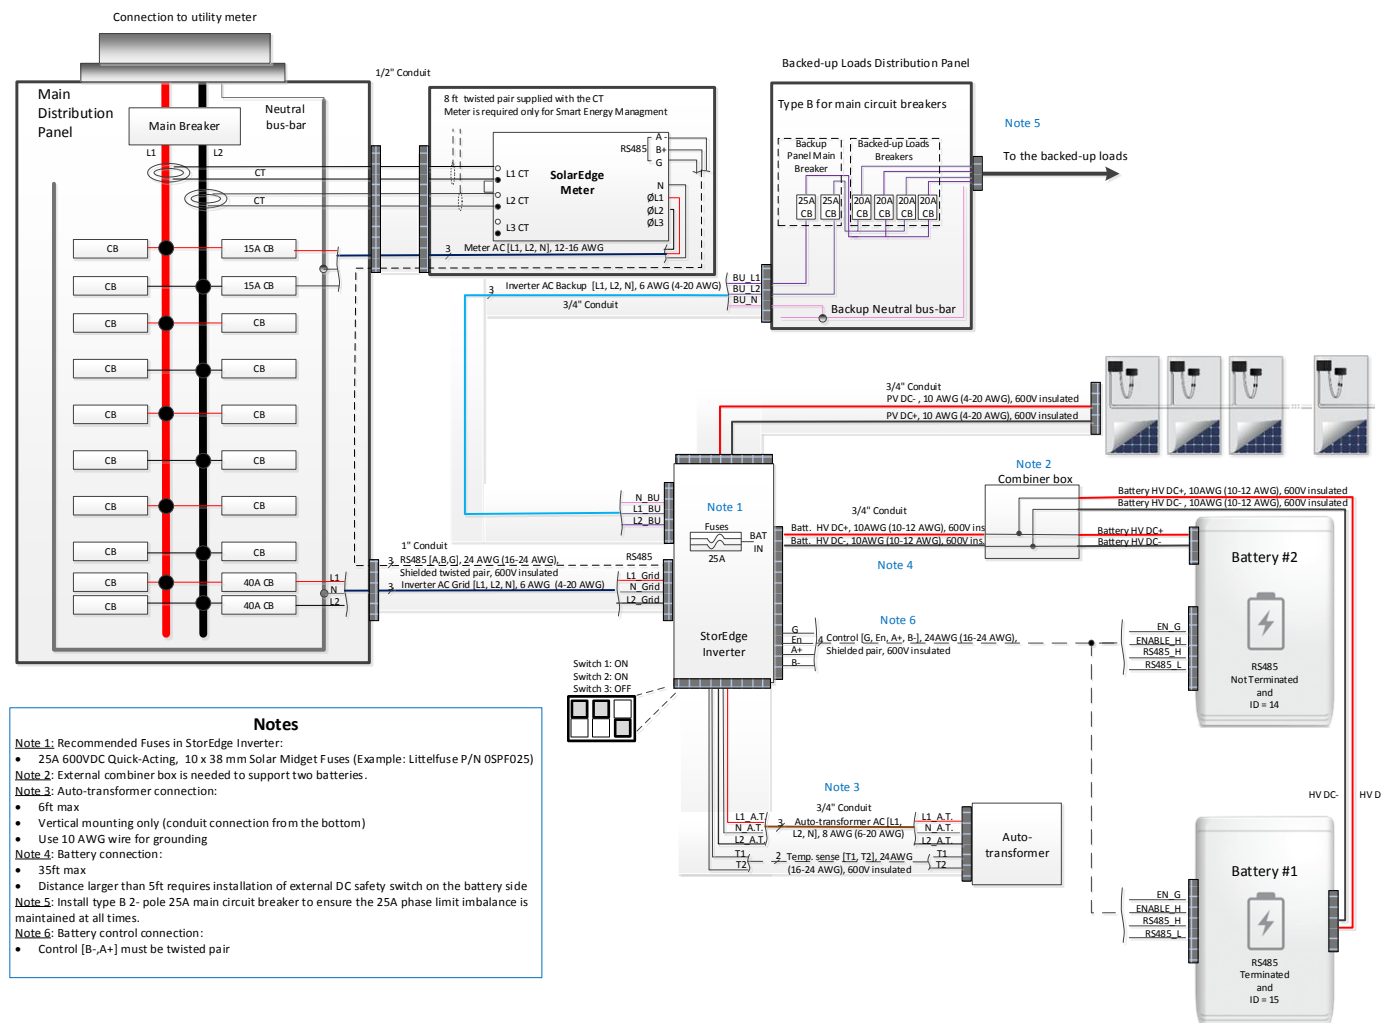 Connection to utility meter
Main
Distribution
Panel
Main Breaker
Neutral
bus-bar
L1
L2
CT
CT
1/2" Conduit
CB
15A CB
CB
15A CB
CB
CB
CB
CB
CB
CB
CB
CB
CB
CB
CB
CB
CB
40A CB
CB
40A CB
L1
N
L2
8 ft  twisted pair supplied with the CT
Meter is required only for Smart Energy Managment
SolarEdge
Meter
RS485
A -
B+
G
L1 CT
L2 CT
L3 CT
N
ØL1
ØL2
ØL3
3
Meter AC [L1, L2, N], 12-16 AWG
Backed-up Loads Distribution Panel
Type B for main circuit breakers
Backup
Panel Main
Breaker
Backed-up Loads
Breakers
25A
CB
25A
CB
20A
CB
20A
CB
20A
CB
20A
CB
BU_L1
BU_L2
BU_N
Backup Neutral bus-bar
Note 5
To the backed-up loads
3
Inverter AC Backup  [L1, L2, N], 6 AWG (4-20 AWG)
3/4" Conduit
3/4" Conduit
PV DC- , 10 AWG (4-20 AWG), 600V insulated
PV DC+, 10 AWG (4-20 AWG), 600V insulated
Note 1
Fuses
25A
BAT
IN
StorEdge
Inverter
N_BU
L1_BU
L2_BU
RS485
L1_Grid
N_Grid
L2_Grid
1" Conduit
3
RS485 [A,B,G], 24 AWG (16-24 AWG),
Shielded twisted pair, 600V insulated
3
Inverter AC Grid [L1, L2, N], 6 AWG  (4-20 AWG)
3/4" Conduit
Batt.  HV DC+, 10AWG (10-12 AWG), 600V ins
Batt.  HV DC-, 10AWG (10-12 AWG), 600V ins.
Note 4
Note 2
Combiner box
Battery HV DC+, 10AWG (10-12 AWG), 600V insulated
Battery HV DC-, 10AWG (10-12 AWG), 600V insulated
Battery HV DC+
Battery HV DC-
Battery #2
RS485
Not Terminated
and
ID = 14
EN_G
ENABLE_H
RS485_H
RS485_L
Note 6
G
En
A+
B-
4
Control [G, En, A+, B-], 24AWG (16-24 AWG),
Shielded pair, 600V insulated
Switch 1: ON
Switch 2: ON
Switch 3: OFF
HV DC-
HV D
Battery #1
RS485
Terminated
and
ID = 15
EN_G
ENABLE_H
RS485_H
RS485_L
Note 3
3/4" Conduit
L1_A.T
N_A.T.
L2_A.T.
3
Auto-transformer AC [L1,
L2, N], 8 AWG (6-20 AWG)
L1_A.T.
N_A.T.
L2_A.T.
T1
T2
2
Temp. sense [T1, T2], 24AWG
(16-24 AWG), 600V insulated
T1
T2
Auto-
transformer
Notes
Note 1: Recommended Fuses in StorEdge Inverter:
• 25A 600VDC Quick-Acting,  10 x 38 mm Solar Midget Fuses (Example: Littelfuse P/N 0SPF025)
Note 2: External combiner box is needed to support two batteries.
Note 3: Auto-transformer connection:
• 6ft max
• Vertical mounting only (conduit connection from the bottom)
• Use 10 AWG wire for grounding
Note 4: Battery connection:
• 35ft max
• Distance larger than 5ft requires installation of external DC safety switch on the battery side
Note 5: Install type B 2- pole 25A main circuit breaker to ensure the 25A phase limit imbalance is
maintained at all times.
Note 6: Battery control connection:
• Control [B-,A+] must be twisted pair